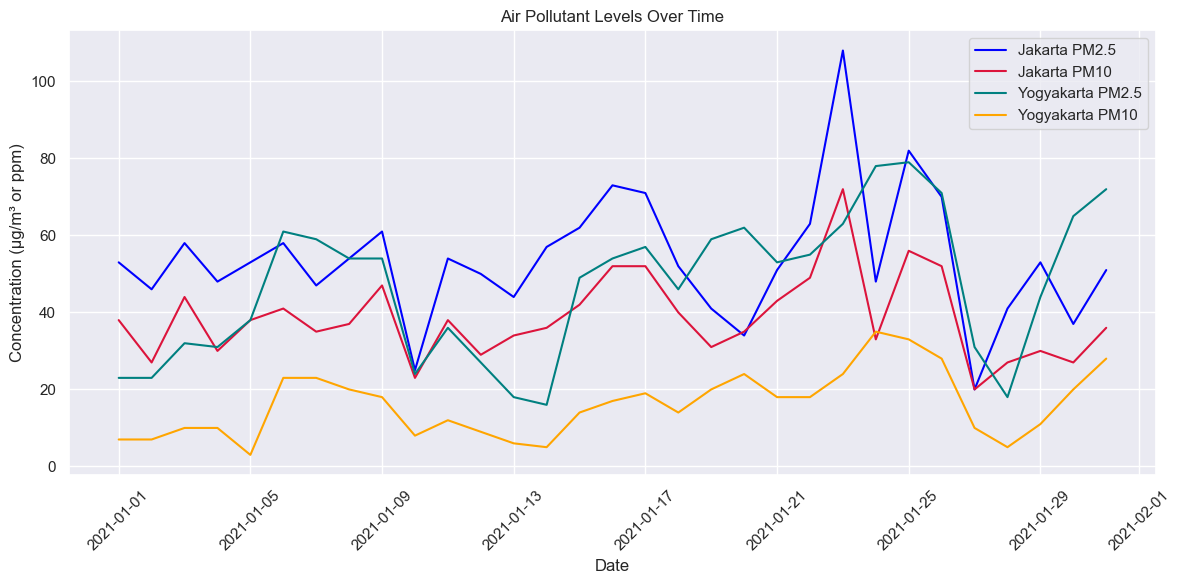 Air Pollutant Levels Over Time
Jakarta PM2.5
Jakarta PM10
Yogyakarta PM2.5
Yogyakarta PM10
Concentration (µg/m³ or ppm)
100
80
60
40
20
0
2021-01-01
2021-01-05
2021-01-09
2021-01-13
2021-01-17
2021-01-21
2021-01-25
2021-01-29
2021-02-01
Date